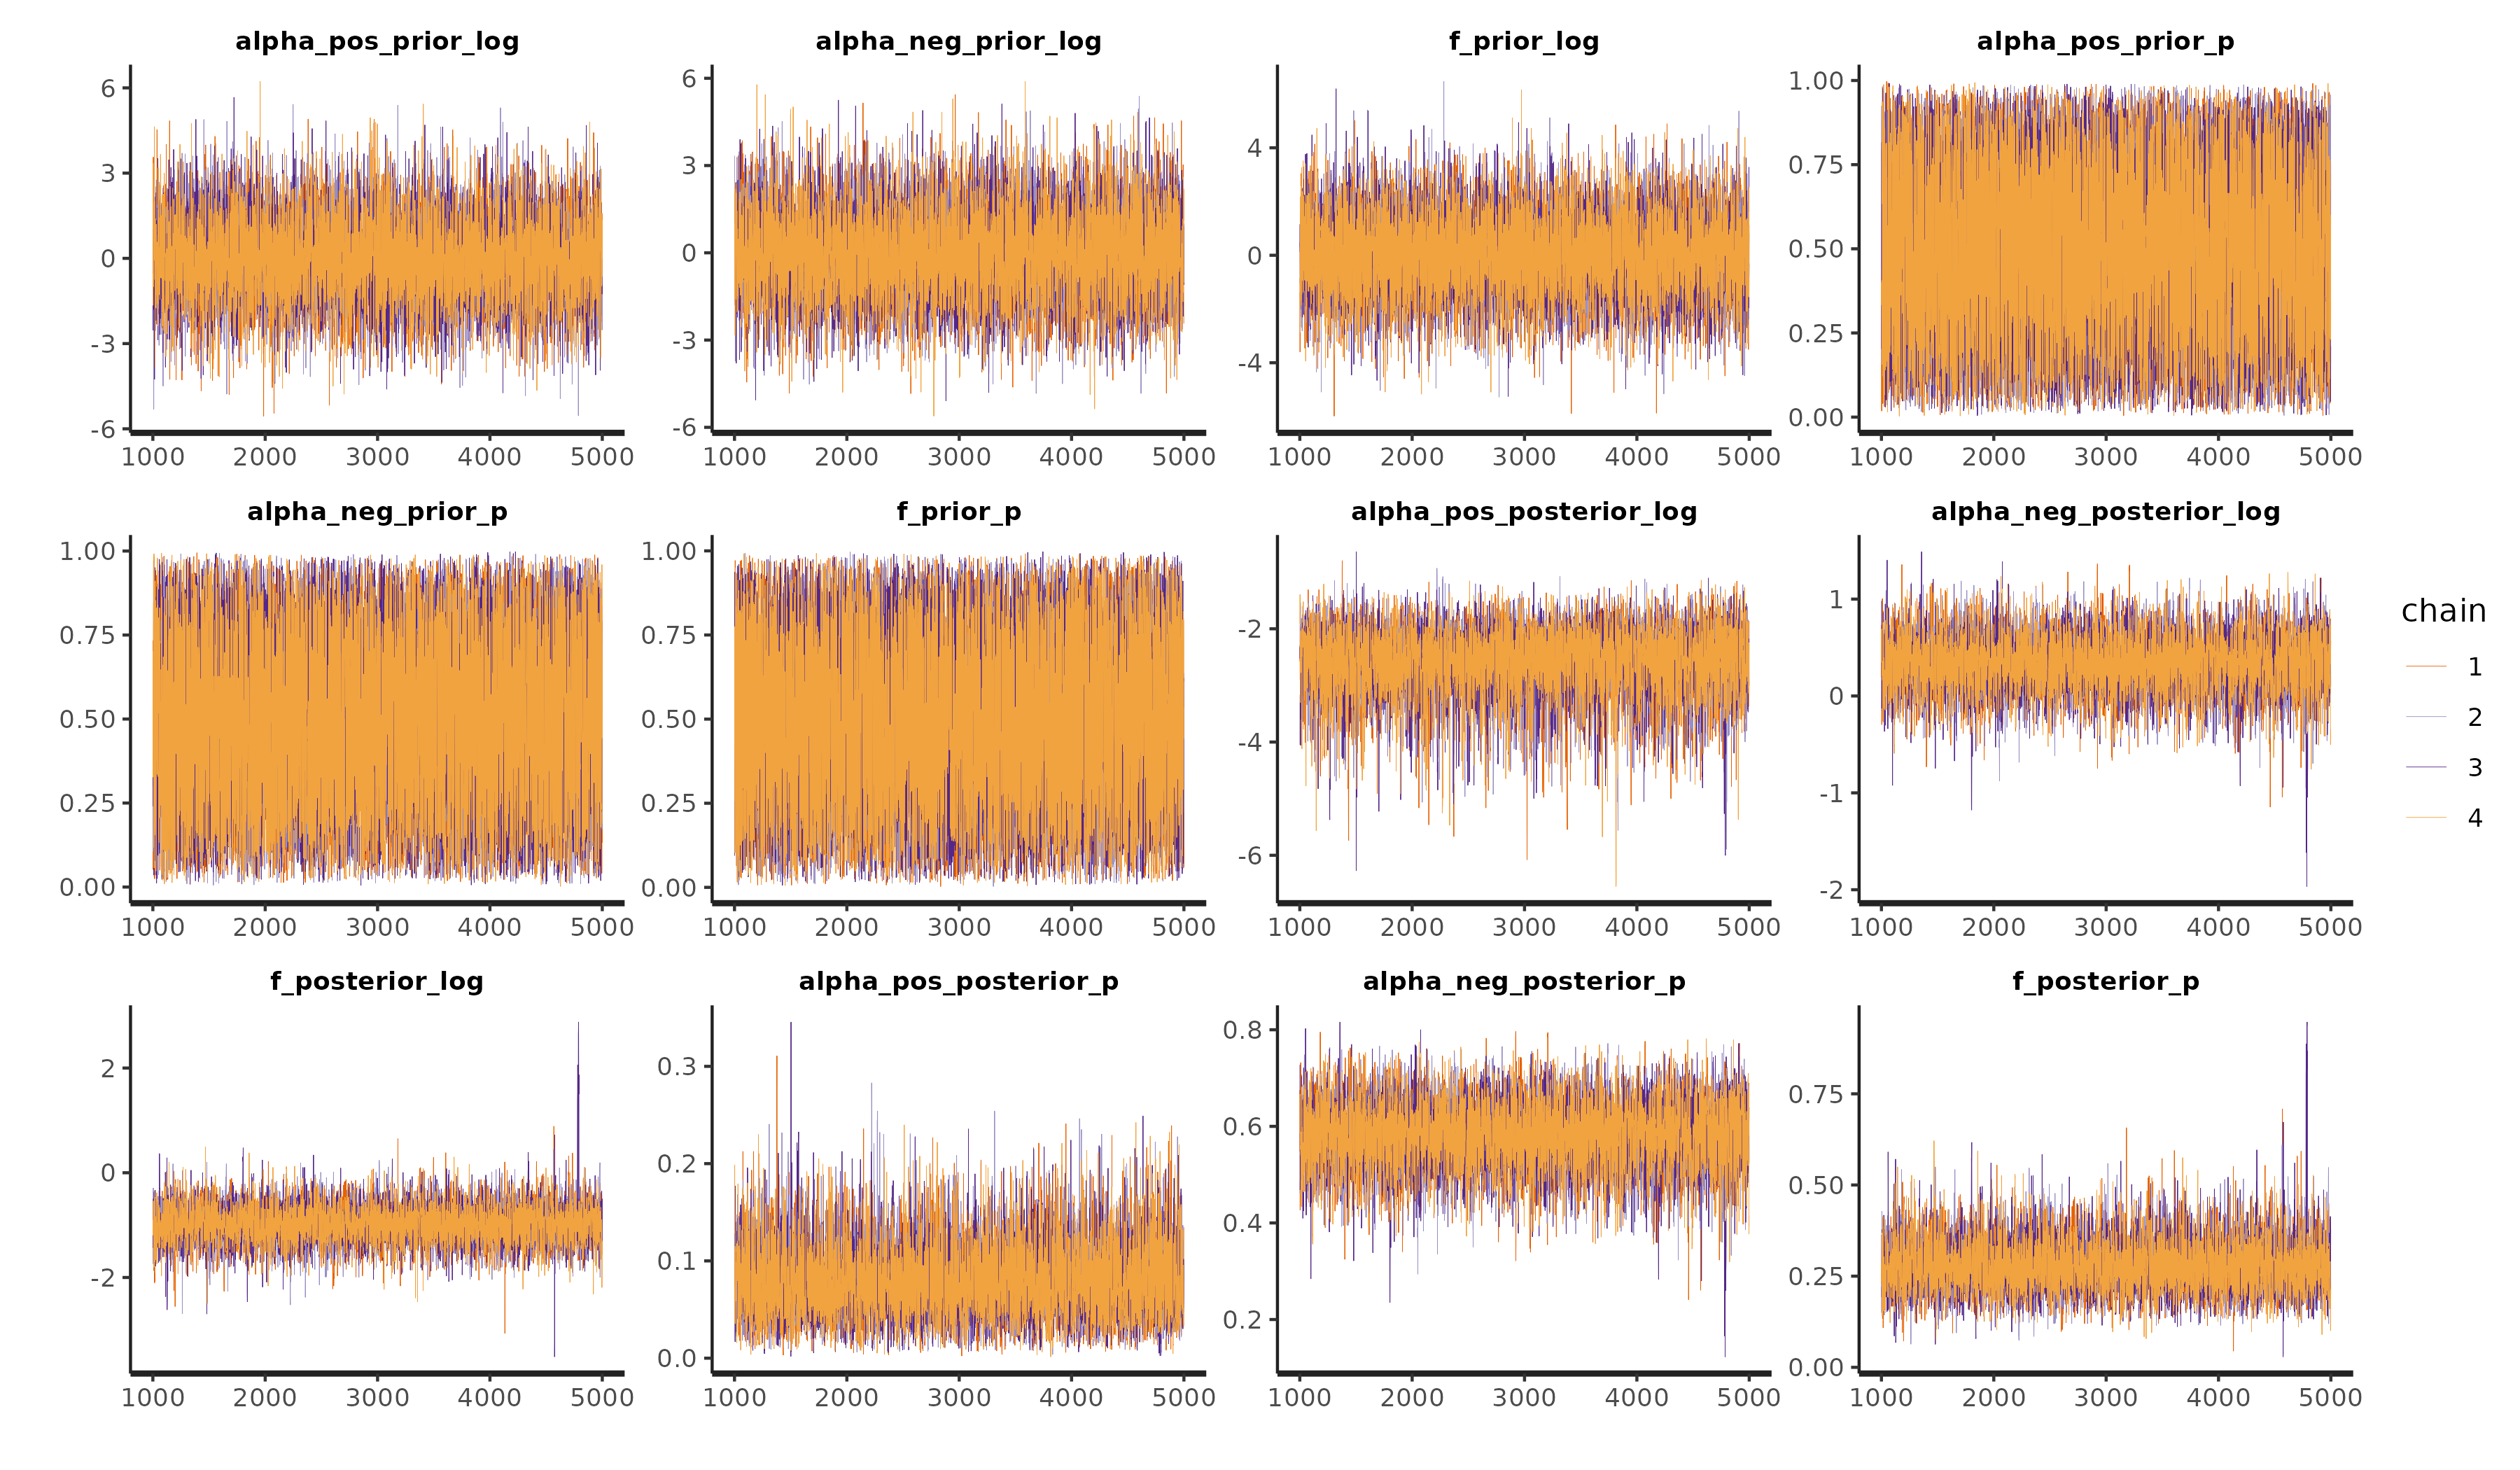 alpha_pos_prior_log
alpha_neg_prior_log
f_prior_log
alpha_pos_prior_p
6
3
0
-3
-6
1000 2000 3000 4000 5000
6
3
0
-3
-6
1000 2000 3000 4000 5000
4
0
-4
1000 2000 3000 4000 5000
1.00
0.75
0.50
0.25
0.00
1000 2000 3000 4000 5000
alpha_neg_prior_p
f_prior_p
alpha_pos_posterior_log
alpha_neg_posterior_log
1.00
0.75
0.50
0.25
0.00
1000 2000 3000 4000 5000
1.00
0.75
0.50
0.25
0.00
1000 2000 3000 4000 5000
-2
-4
-6
1000 2000 3000 4000 5000
1
0
-1
-2
1000 2000 3000 4000 5000
chain
1
2
3
4
f_posterior_log
alpha_pos_posterior_p
alpha_neg_posterior_p
f_posterior_p
2
0
-2
1000 2000 3000 4000 5000
0.3
0.2
0.1
0.0
1000 2000 3000 4000 5000
0.8
0.6
0.4
0.2
1000 2000 3000 4000 5000
0.75
0.50
0.25
0.00
1000 2000 3000 4000 5000